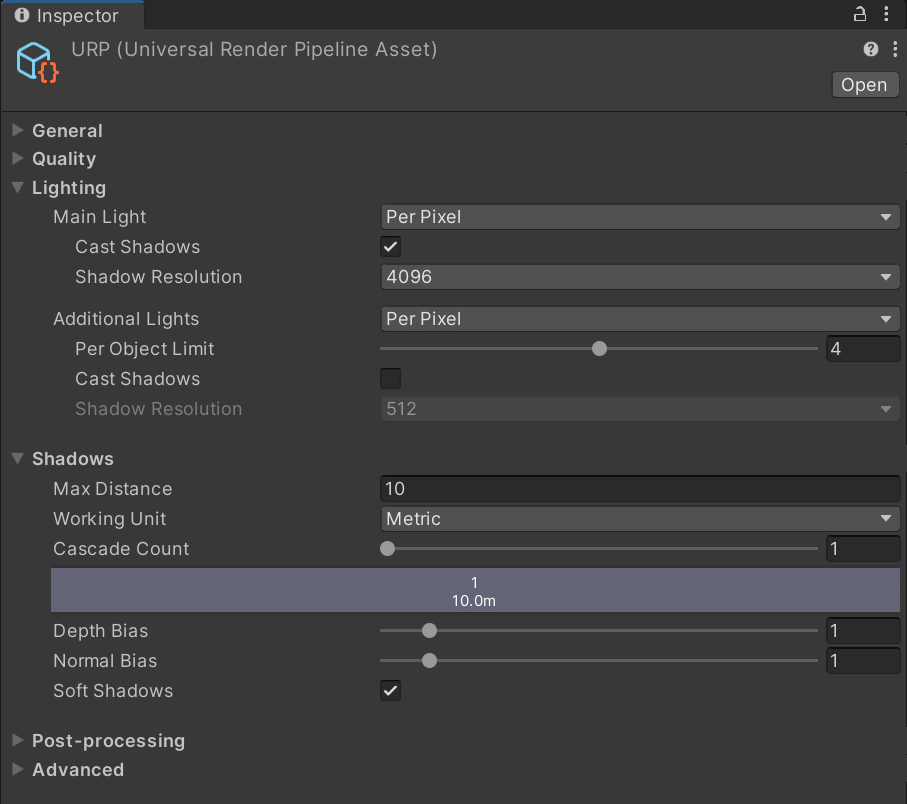 Inspector
URP (Universal Render Pipeline Asset)
Open
General
Quality
Lighting
Main Light Per Pixel
Cast Shadows
Shadow Resolution 4096
Additional Lights Per Pixel
Per Object Limit 4
Cast Shadows
Shadow Resolution 512
Shadows
Max Distance 10
Working Unit Metric
Cascade Count 1
1
10.0m
Depth Bias 1
Normal Bias 1
Soft Shadows
Post-processing
Advanced